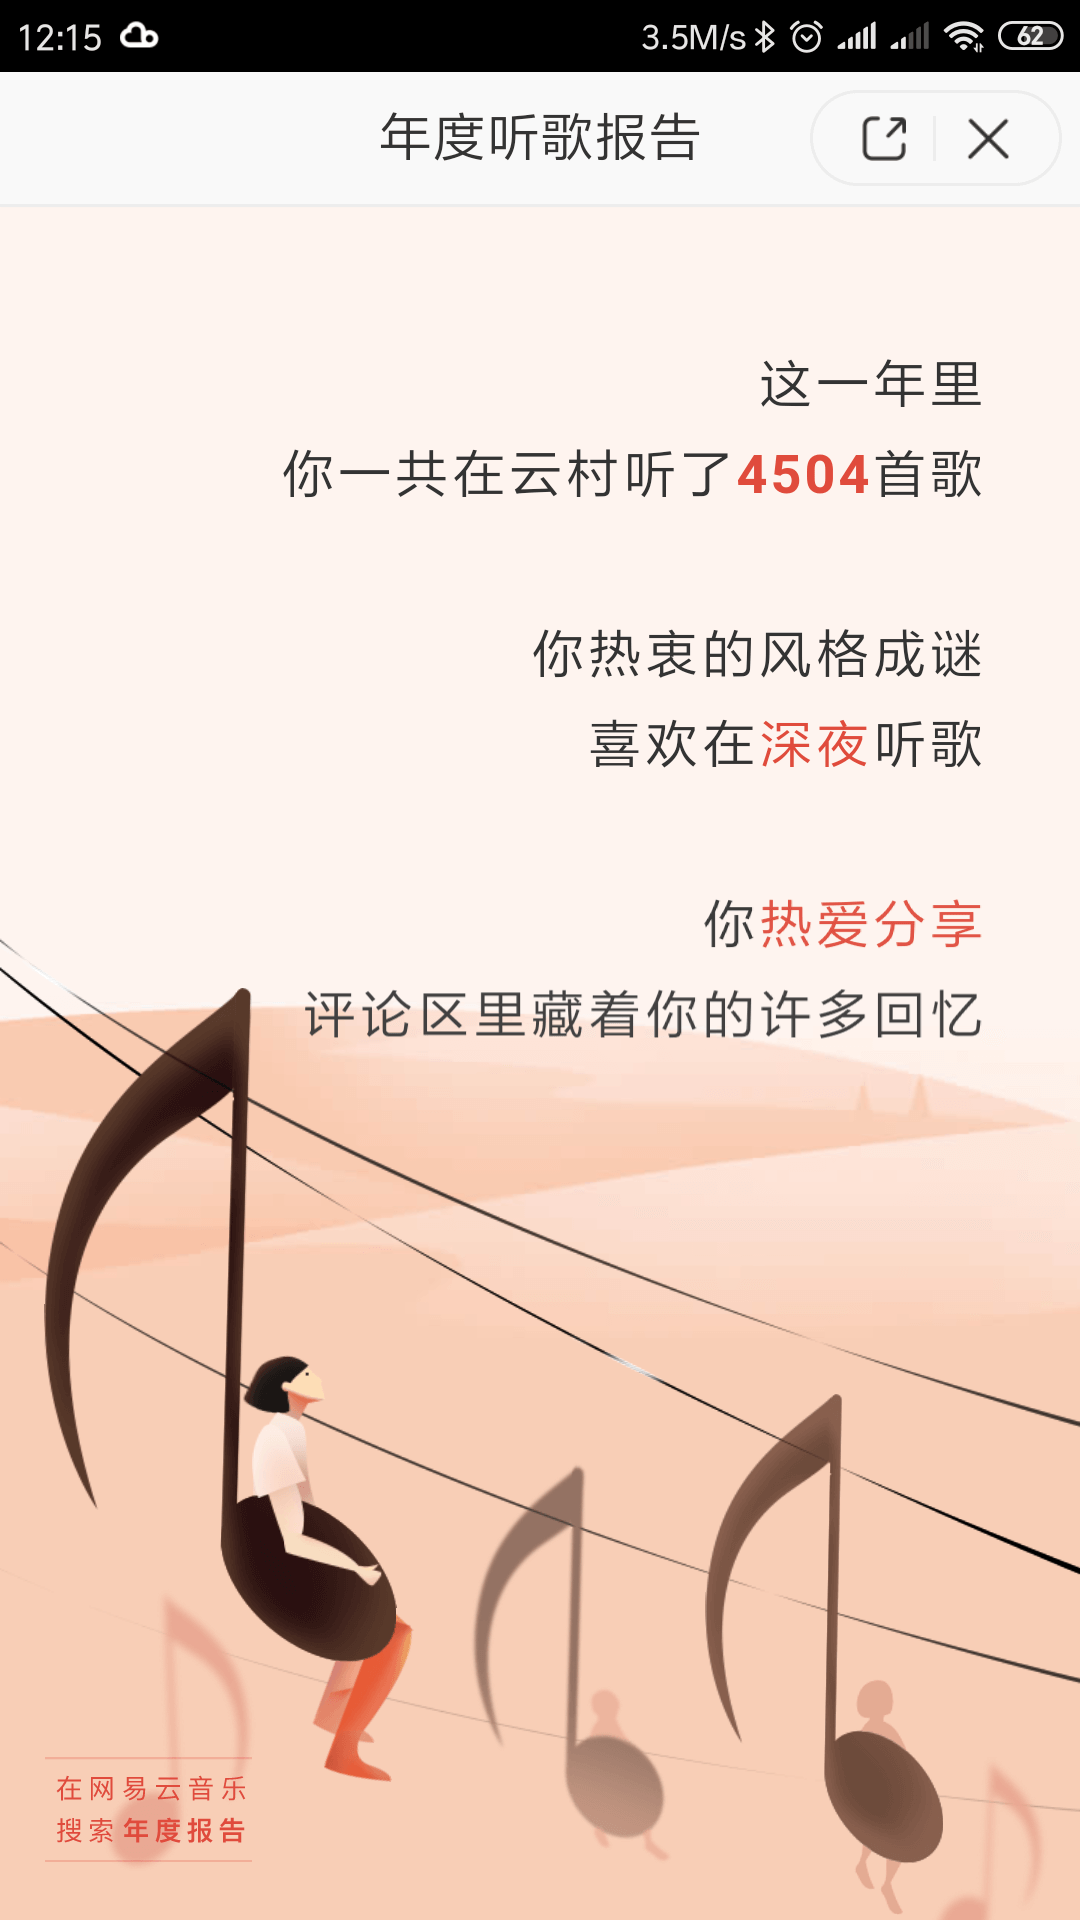 12:15
3.5M/s
62
年度听歌报告
这一年里
你一共在云村听了4504首歌
你热衷的风格成谜
喜欢在深夜听歌
你热爱分享
评论区里藏着你的许多回忆
在网易云音乐
搜索年度报告